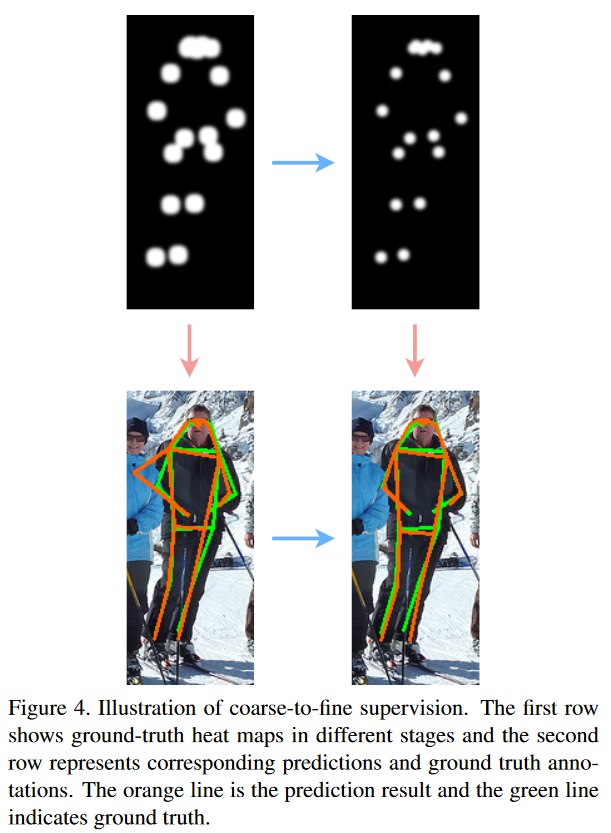 Figure 4. Illustration of coarse-to-fine supervision. The first row
shows ground-truth heat maps in different stages and the second
row represents corresponding predictions and ground truth anno-
tations. The orange line is the prediction result and the green line
indicates ground truth.